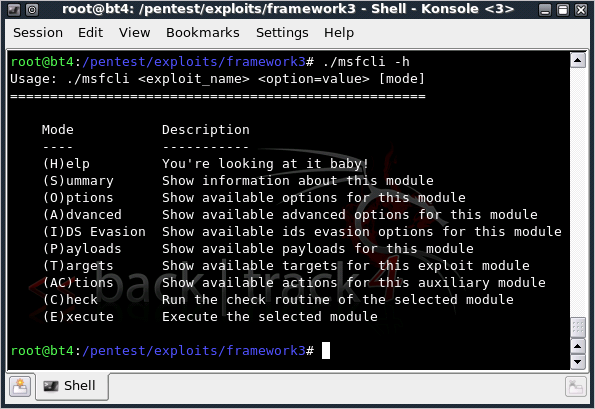 root@bt4: /pentest/exploits/framework3 - Shell - Konsole <3>
Session Edit View Bookmarks Settings Help
root@bt4:/pentest/exploits/framework3# ./msfcli -h
Usage: ./msfcli <exploit_name> <option=value> [mode]
====================================================
Mode Description
---- -----------
(H)elp You're looking at it baby!
(S)ummary Show information about this module
(O)ptions Show available options for this module
(A)dvanced Show available advanced options for this module
(I)DS Evasion Show available ids evasion options for this module
(P)ayloads Show available payloads for this module
(T)argets Show available targets for this exploit module
(AC)tions Show available actions for this auxiliary module
(C)heck Run the check routine of the selected module
(E)xecute Execute the selected module
<< back | track 4
root@bt4:/pentest/exploits/framework3#
Shell